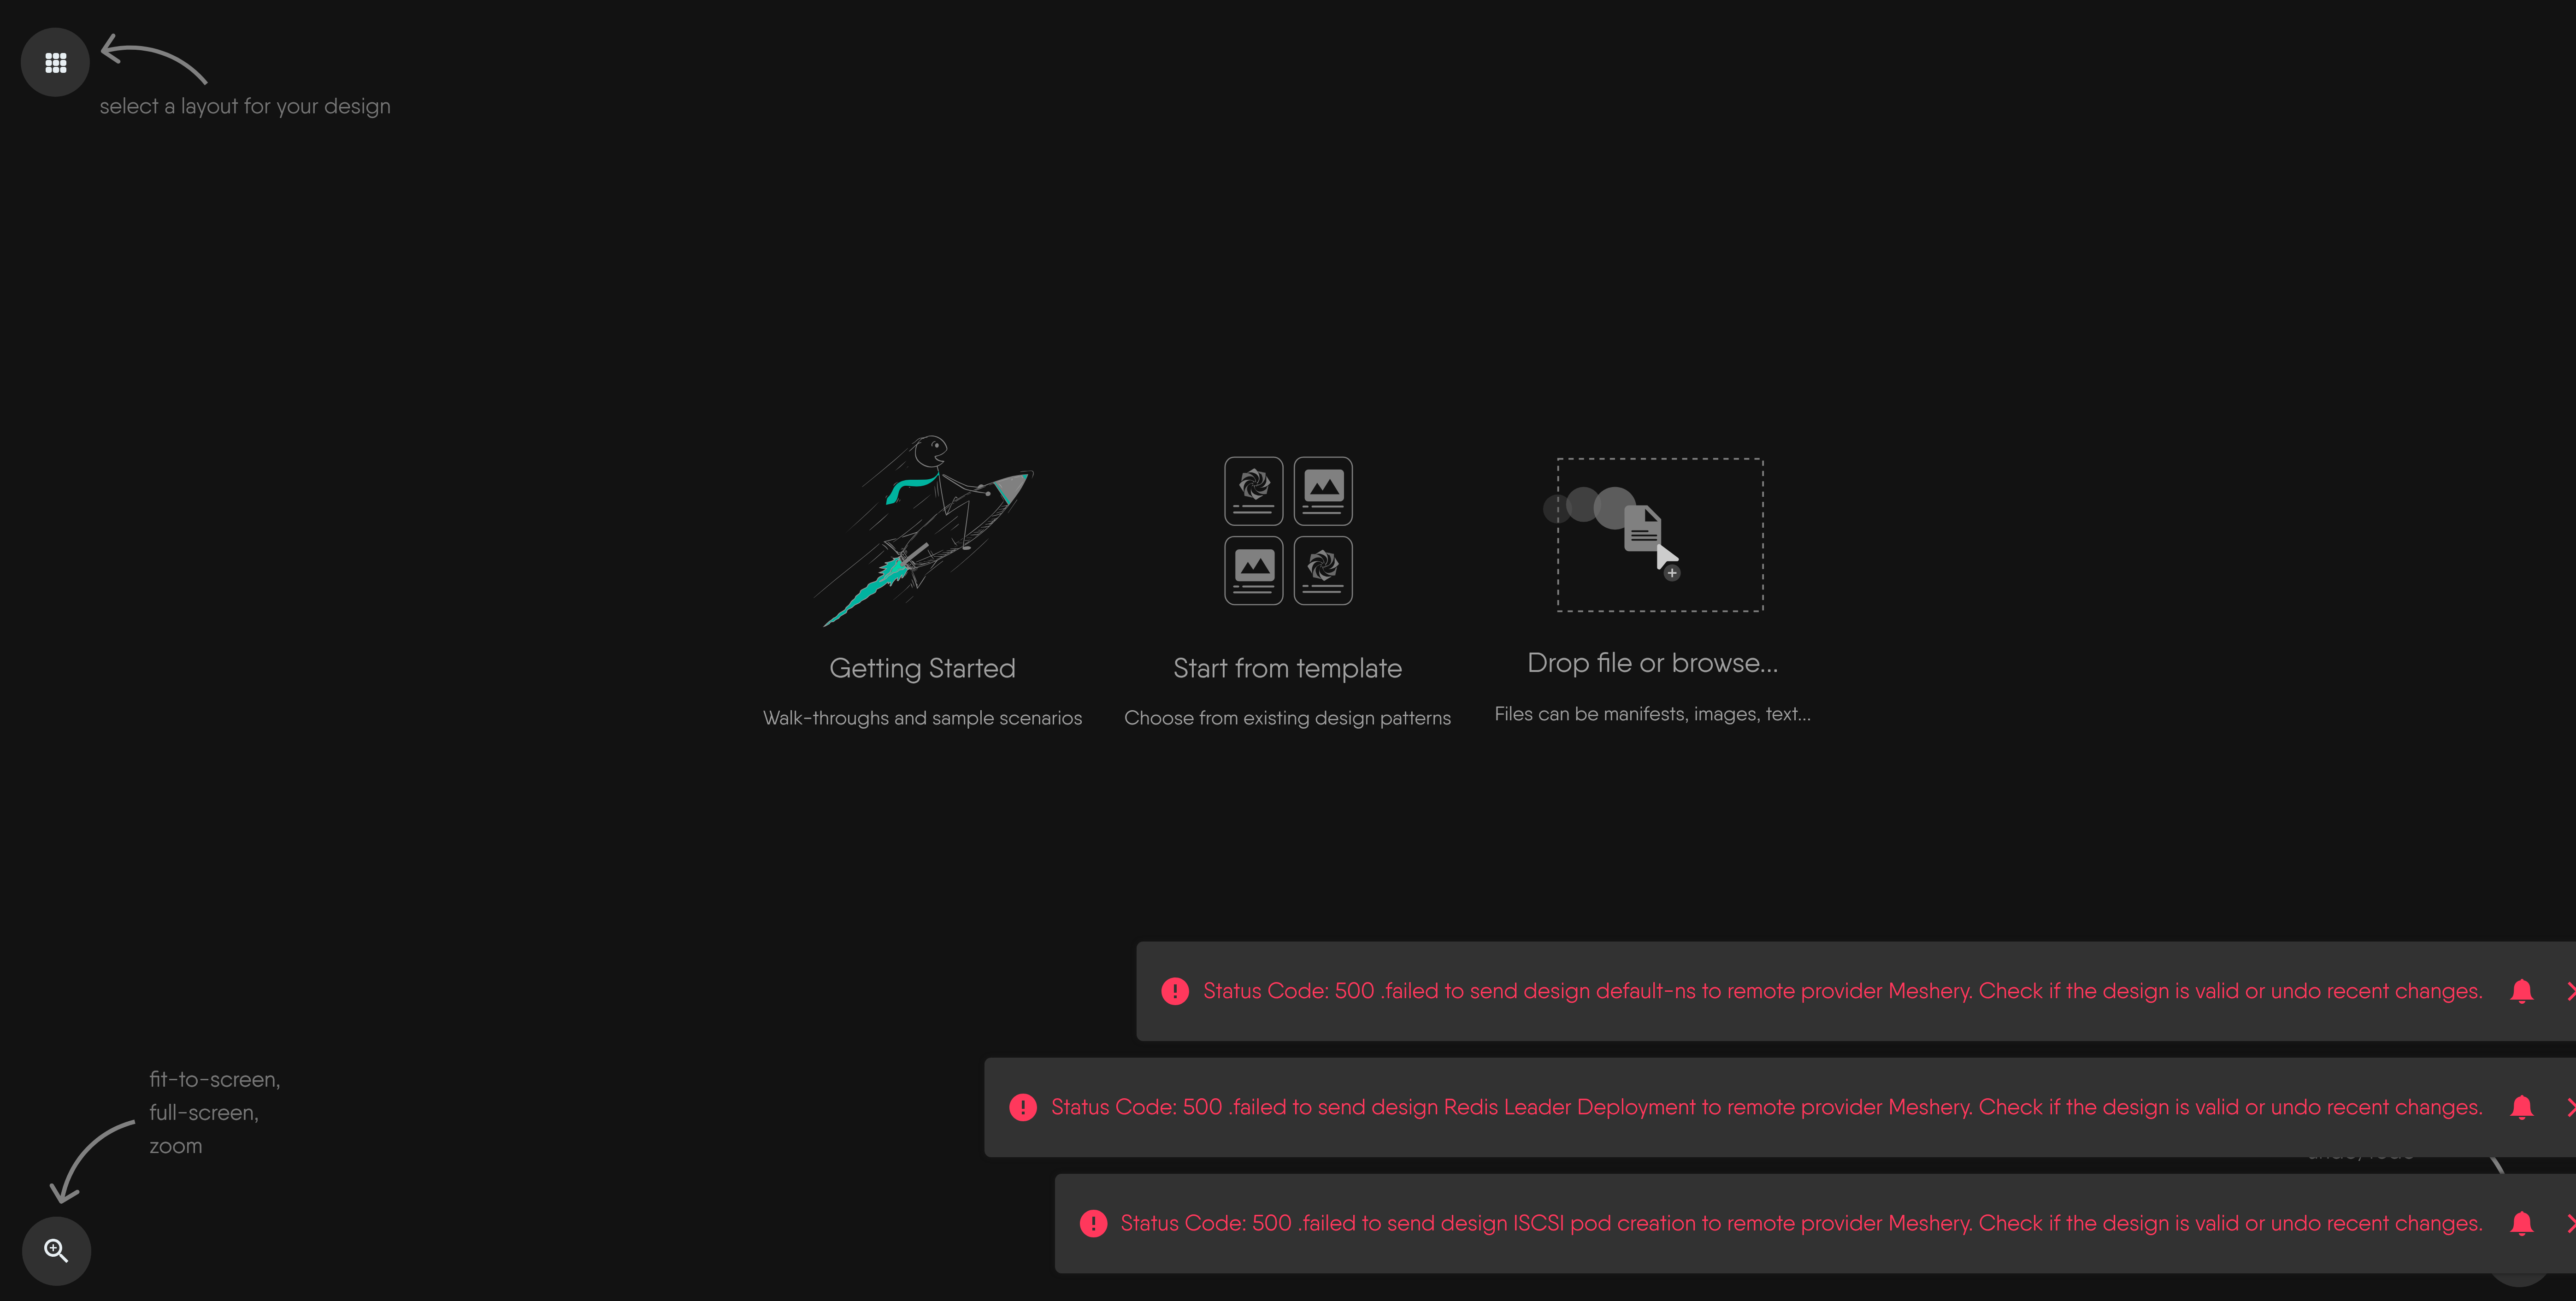 select a layout for your design
Getting Started
Walk-throughs and sample scenarios
Start from template
Choose from existing design patterns
Drop file or browse...
Files can be manifests, images, text...
Status Code: 500 .failed to send design default-ns to remote provider Meshery. Check if the design is valid or undo recent changes.
Status Code: 500 .failed to send design Redis Leader Deployment to remote provider Meshery. Check if the design is valid or undo recent changes.
Status Code: 500 .failed to send design ISCSI pod creation to remote provider Meshery. Check if the design is valid or undo recent changes.
fit-to-screen,
full-screen,
zoom